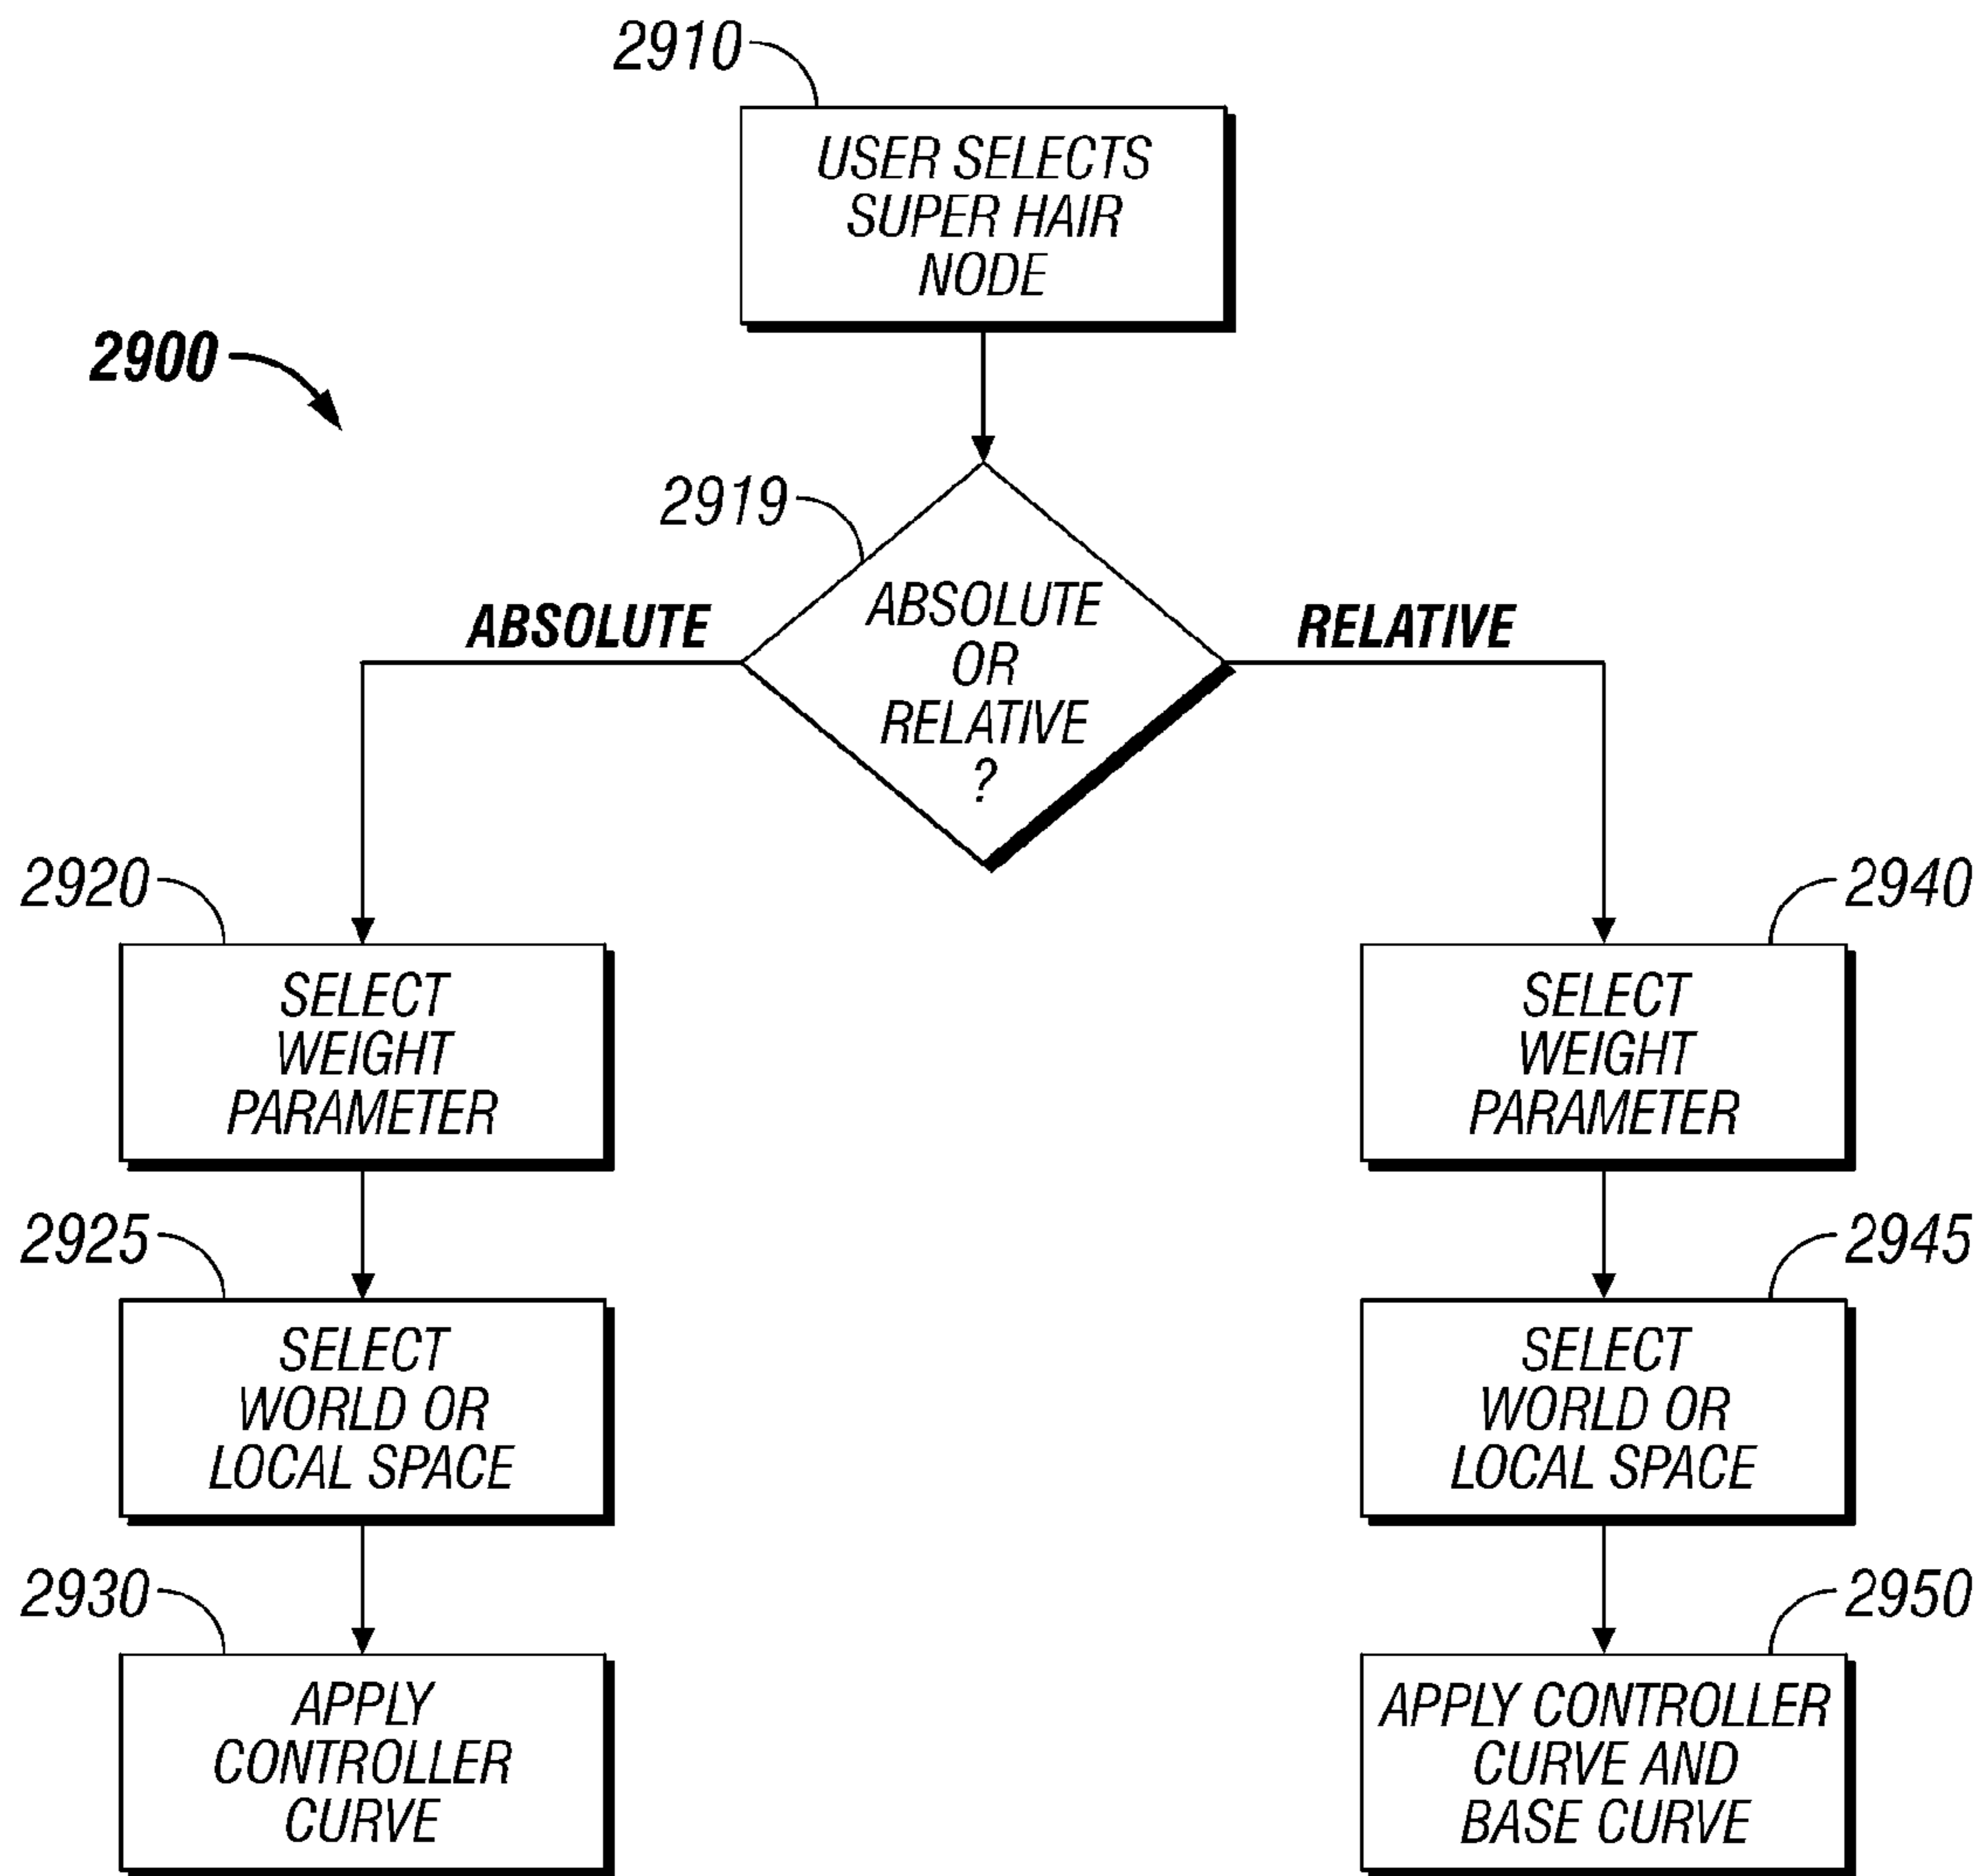 2910
USER SELECTS
SUPER HAIR
NODE
2900
2919
ABSOLUTE
OR
RELATIVE
?
ABSOLUTE
RELATIVE
2920
SELECT
WEIGHT
PARAMETER
2940
SELECT
WEIGHT
PARAMETER
2925
SELECT
WORLD OR
LOCAL SPACE
2945
SELECT
WORLD OR
LOCAL SPACE
2930
APPLY
CONTROLLER
CURVE
2950
APPLY CONTROLLER
CURVE AND
BASE CURVE